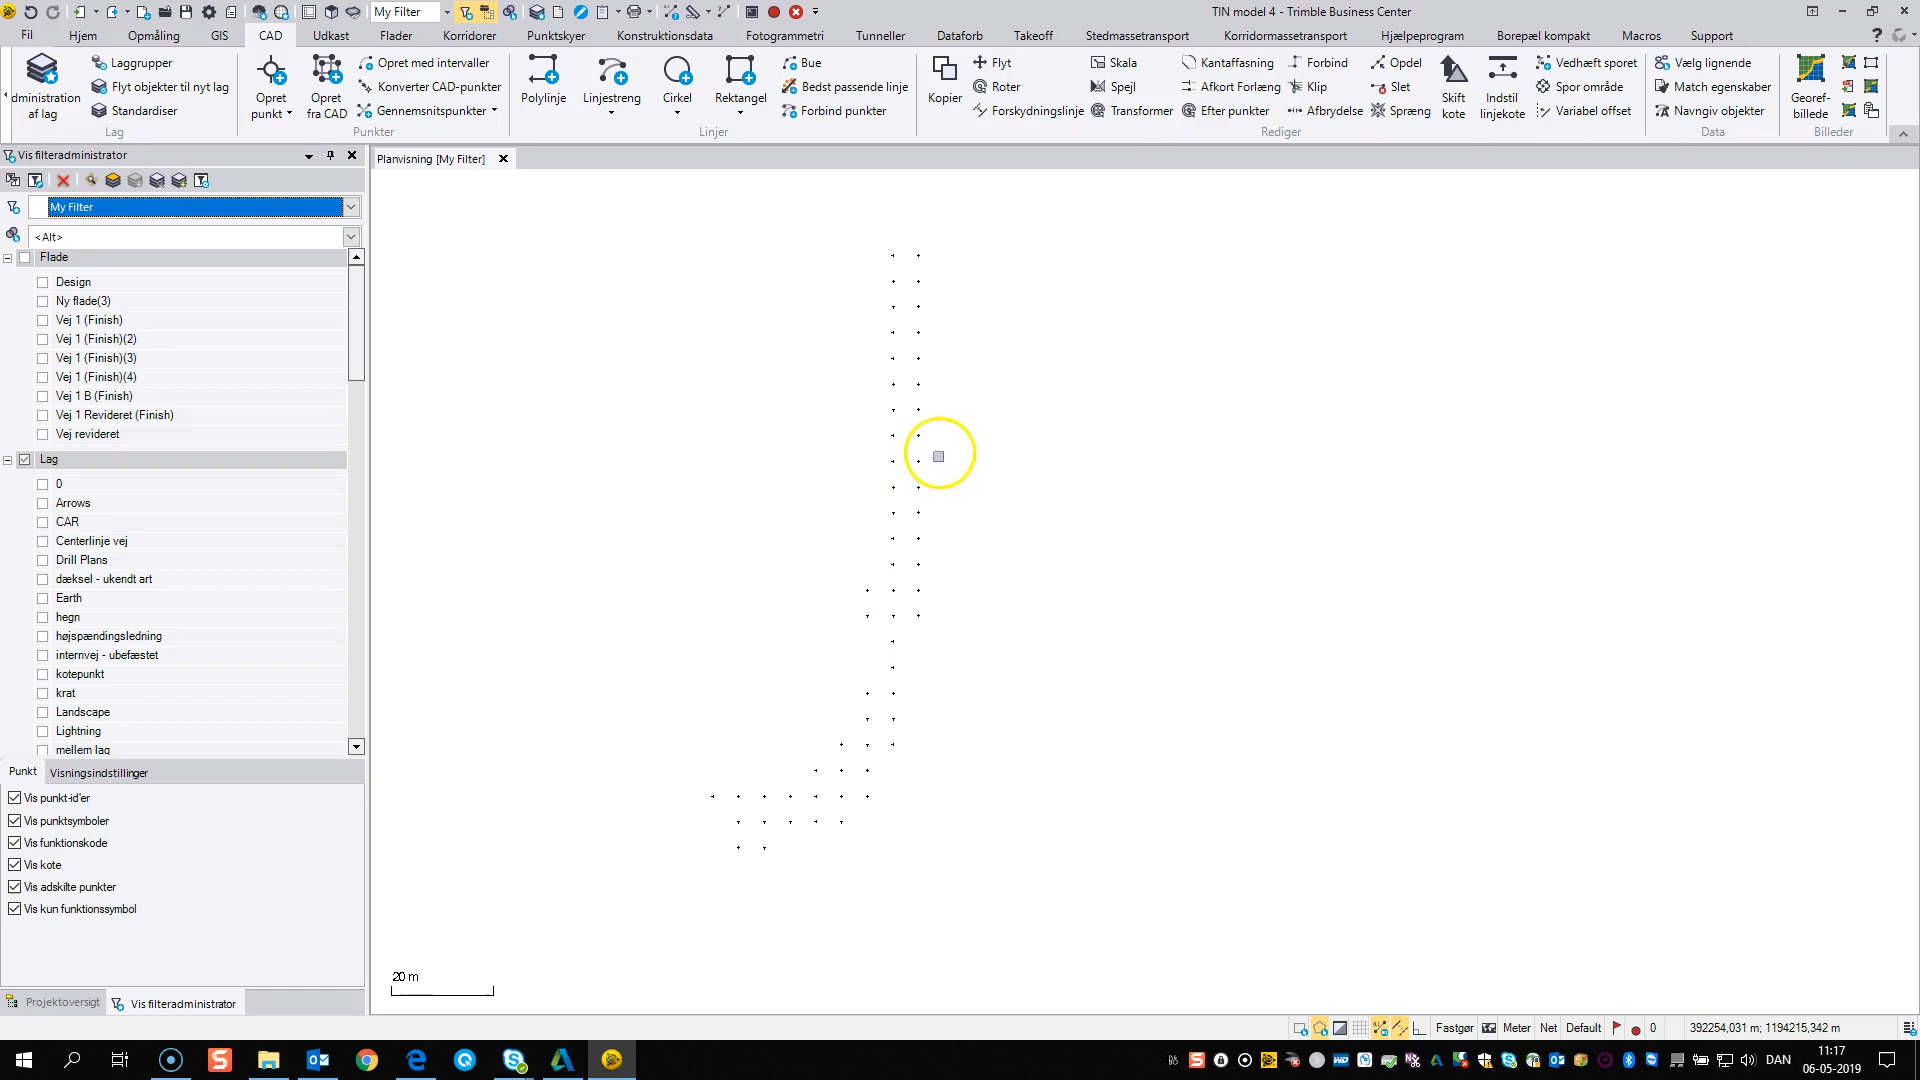 My Filter
TIN model 4 - Trimble Business Center
Fil Hjem Opmåling GIS CAD Udkast Flader Korridorer Punktskyer Konstruktionsdata Fotogrammetri Tunneller Dataforb Takeoff Stedmassetransport Korridormassetransport Hjælpeprogram Borepæl kompakt Macros Support
dministration af lag
Laggrupper
Flyt objekter til nyt lag
Standardiser
Lag
Opret punkt
Opret fra CAD
Opret med intervaller
Konverter CAD-punkter
Gennemsnitspunkter
Punkter
Polylinje
Linjestreng
Cirkel
Rektangel
Bue
Bedst passende linje
Forbind punkter
Linjer
Kopier
Flyt
Roter
Forskydningslinje
Skala
Spejl
Transformer
Kantaffasning
Afkort Forlæng
Efter punkter
Forbind
Klip
Afbrydelse
Opdel
Slet
Spræng
Skift kote
Indstil linjekote
Vedhæft sporet
Spor område
Variabel offset
Rediger
Vælg lignende
Match egenskaber
Navngiv objekter
Data
Georef-billede
Billeder
Vis filteradministrator
My Filter
<Alt>
Flade
Design
Ny flade(3)
Vej 1 (Finish)
Vej 1 (Finish)(2)
Vej 1 (Finish)(3)
Vej 1 (Finish)(4)
Vej 1 B (Finish)
Vej 1 Revideret (Finish)
Vej revideret
Lag
0
Arrows
CAR
Centerlinje vej
Drill Plans
dæksel - ukendt art
Earth
hegn
højspændingsledning
internvej - ubefæstet
kotepunkt
krat
Landscape
Lightning
mellem lag
Punkt Visningsindstillinger
Vis punkt-id'er
Vis punktsymboler
Vis funktionskode
Vis kote
Vis adskilte punkter
Vis kun funktionssymbol
Projektoversigt Vis filteradministrator
Planvisning [My Filter]
20 m
Fastgør Meter Net Default 0 392254,031 m; 1194215,342 m
DAN
11:17
06-05-2019